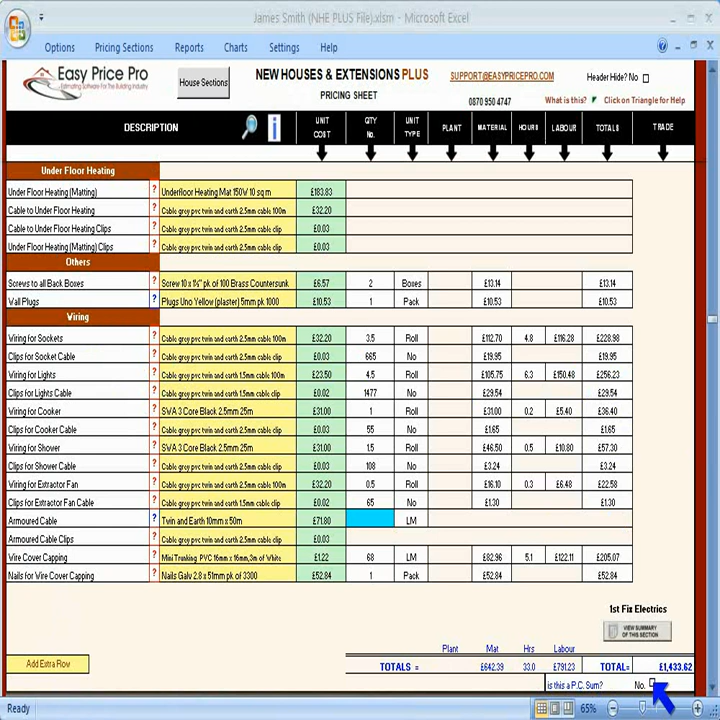 James Smith (NHE PLUS File).xlsm - Microsoft Excel
Options Pricing Sections Reports Charts Settings Help
Easy Price Pro
Estimating Software For The Building Industry
House Sections
NEW HOUSES & EXTENSIONS PLUS
PRICING SHEET
SUPPORT@EASYPRICEPRO.COM
0870 950 4747
Header Hide? No
What is this? Click on Triangle for Help
DESCRIPTION UNIT COST QTY No. UNIT TYPE PLANT MATERIAL HOURS LABOUR TOTALS TRADE
Under Floor Heating
Under Floor Heating (Matting) ? Underfloor Heating Mat 150W 10 sq m £183.83
Cable to Under Floor Heating ? Cable grey pvc twin and earth 2.5mm cable 100m £32.20
Cable to Under Floor Heating Clips ? Cable grey pvc twin and earth 2.5mm cable clip £0.03
Under Floor Heating (Matting) Clips ? Cable grey pvc twin and earth 2.5mm cable clip £0.03
Others
Screws to all Back Boxes ? Screw 10 x 1½" pk of 100 Brass Countersunk £6.57 2 Boxes £13.14 £13.14
Wall Plugs ? Plugs Uno Yellow (plaster) 5mm pk 1000 £10.53 1 Pack £10.53 £10.53
Wiring
Wiring for Sockets ? Cable grey pvc twin and earth 2.5mm cable 100m £32.20 3.5 Roll £112.70 4.8 £116.28 £228.98
Clips for Socket Cable ? Cable grey pvc twin and earth 2.5mm cable clip £0.03 665 No £19.95 £19.95
Wiring for Lights ? Cable grey pvc twin and earth 1.5mm cable 100m £23.50 4.5 Roll £105.75 6.3 £150.48 £256.23
Clips for Lights Cable ? Cable grey pvc twin and earth 1.5mm cable clip £0.02 1477 No £29.54 £29.54
Wiring for Cooker ? SWA 3 Core Black 2.5mm 25m £31.00 1 Roll £31.00 0.2 £5.40 £36.40
Clips for Cooker Cable ? Cable grey pvc twin and earth 2.5mm cable clip £0.03 55 No £1.65 £1.65
Wiring for Shower ? SWA 3 Core Black 2.5mm 25m £31.00 1.5 Roll £46.50 0.5 £10.80 £57.30
Clips for Shower Cable ? Cable grey pvc twin and earth 2.5mm cable clip £0.03 108 No £3.24 £3.24
Wiring for Extractor Fan ? Cable grey pvc twin and earth 2.5mm cable 100m £32.20 0.5 Roll £16.10 0.3 £6.48 £22.58
Clips for Extractor Fan Cable ? Cable grey pvc twin and earth 1.5mm cable clip £0.02 65 No £1.30 £1.30
Armoured Cable ? Twin and Earth 10mm x 50m £71.80 LM
Armoured Cable Clips ? Cable grey pvc twin and earth 2.5mm cable clip £0.03
Wire Cover Capping ? Mini Trunking PVC 16mm x 16mm,3m of White £1.22 68 LM £82.96 5.1 £122.11 £205.07
Nails for Wire Cover Capping ? Nails Galv 2.8 x 51mm pk of 3300 £52.84 1 Pack £52.84 £52.84
1st Fix Electrics
VIEW SUMMARY OF THIS SECTION
Plant Mat Hrs Labour
Add Extra Row
TOTALS = £642.39 33.0 £791.23 TOTAL= £1,433.62
is this a P.C. Sum? No.
Ready 65%